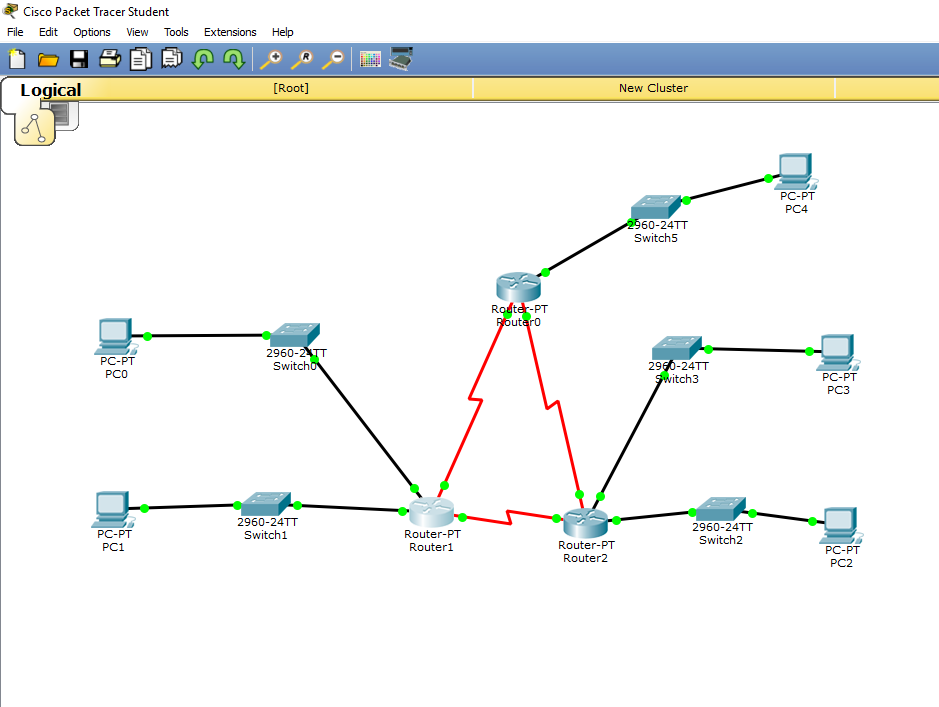 Cisco Packet Tracer Student
File Edit Options View Tools Extensions Help
R
Logical [Root] New Cluster
PC-PT
PC4
2960-24TT
Switch5
Router-PT
Router0
PC-PT
PC0
2960-24TT
Switch0
2960-24TT
Switch3
PC-PT
PC3
PC-PT
PC1
2960-24TT
Switch1
Router-PT
Router1
Router-PT
Router2
2960-24TT
Switch2
PC-PT
PC2